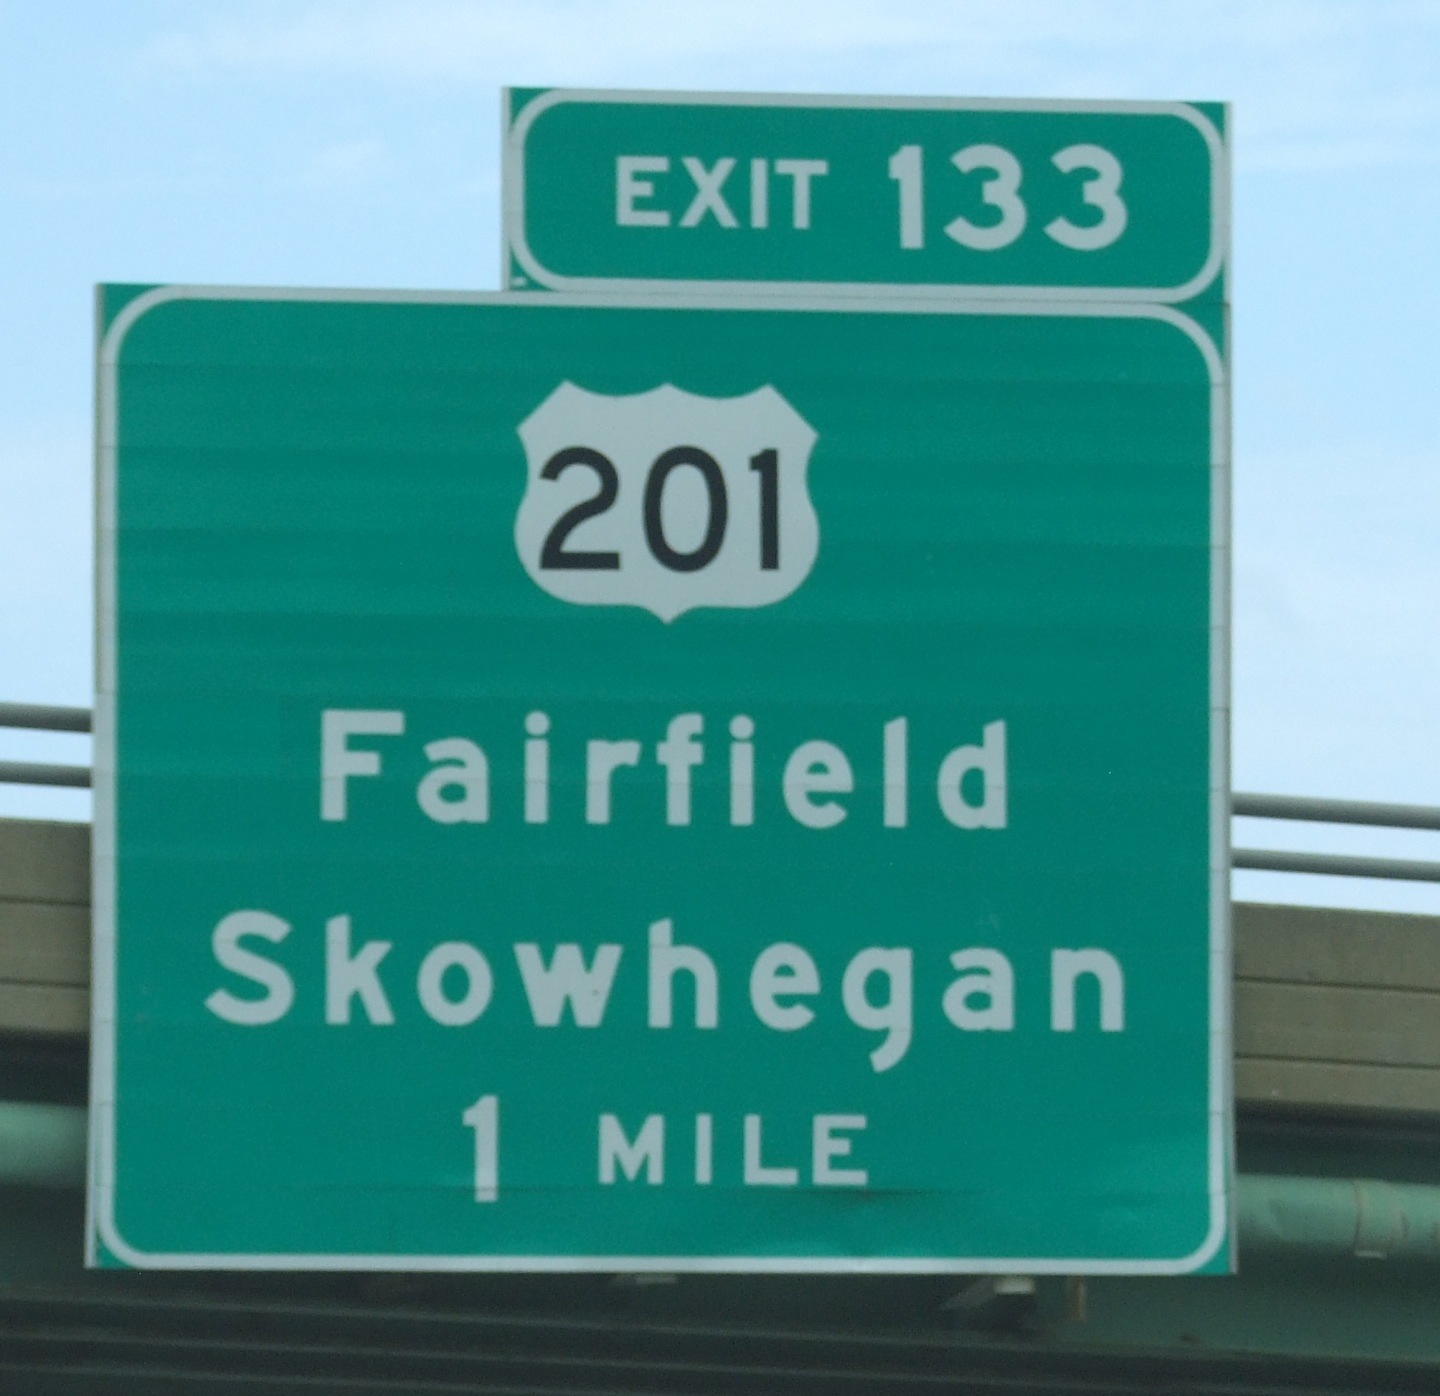 EXIT 133
201
Fairfield
Skowhegan
1 MILE